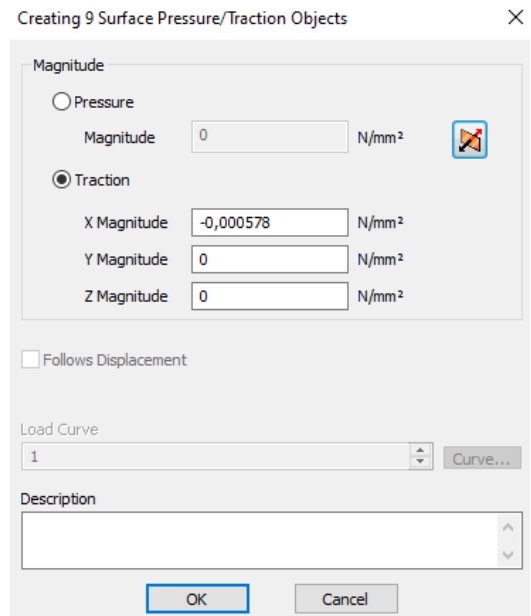 Creating 9 Surface Pressure/Traction Objects
Magnitude
Pressure
Magnitude 0 N/mm²
Traction
X Magnitude -0,000578 N/mm²
Y Magnitude 0 N/mm²
Z Magnitude 0 N/mm²
Follows Displacement
Load Curve
1 Curve...
Description
OK Cancel